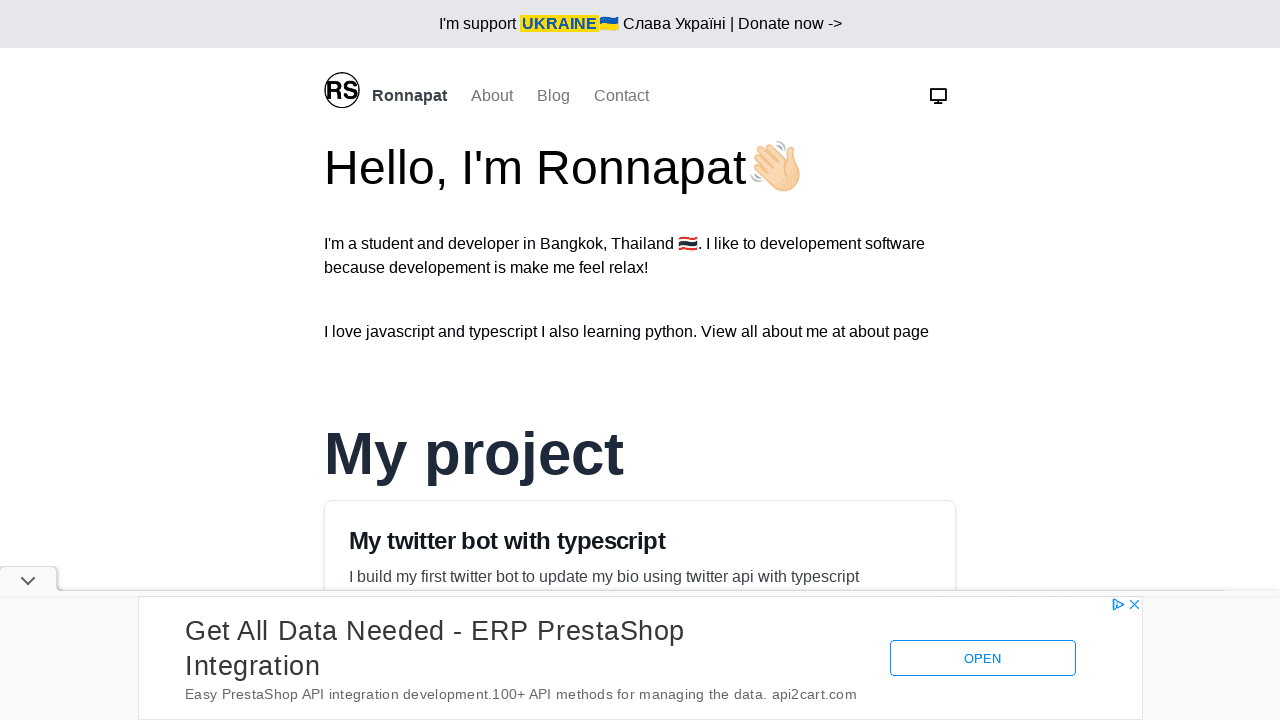 I'm support UKRAINE🇺🇦 Слава Україні | Donate now ->
RS Ronnapat About Blog Contact
Hello, I'm Ronnapat👋🏻
I'm a student and developer in Bangkok, Thailand 🇹🇭. I like to developement software
because developement is make me feel relax!
I love javascript and typescript I also learning python. View all about me at about page
My project
My twitter bot with typescript
I build my first twitter bot to update my bio using twitter api with typescript
Get All Data Needed - ERP PrestaShop
Integration
Easy PrestaShop API integration development.100+ API methods for managing the data. api2cart.com
OPEN